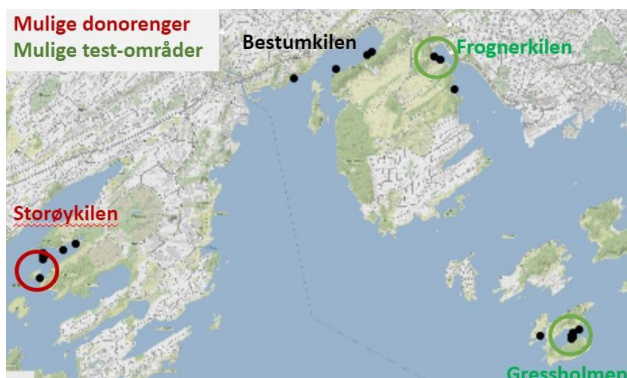 Mulige donorenger
Mulige test-områder
Bestumkilen
Frognerkilen
Storøykilen
Gressholmen